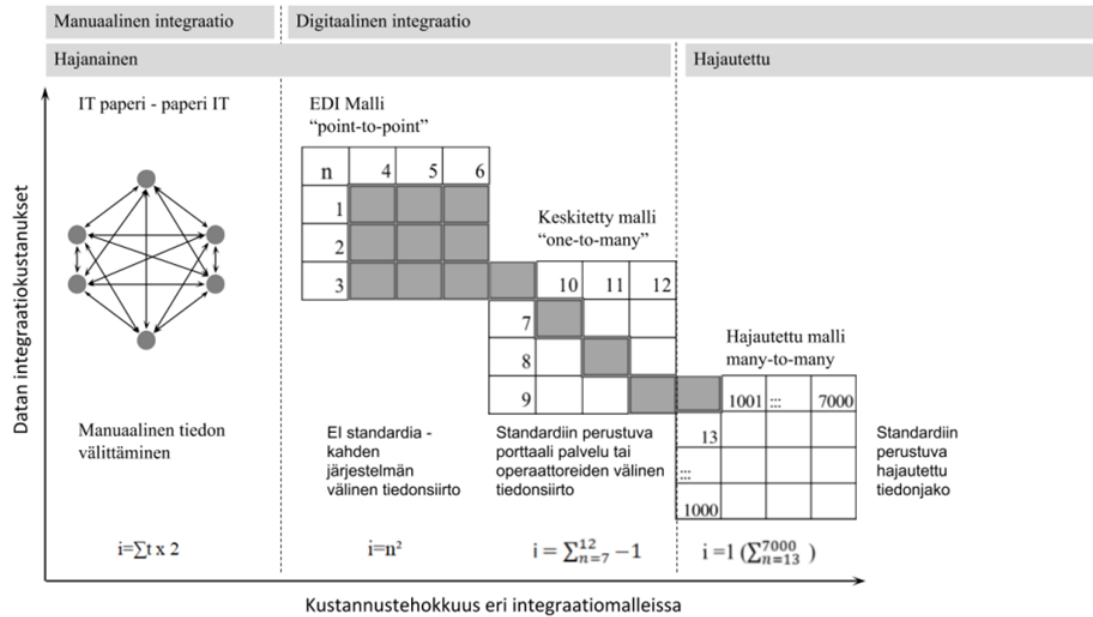 Manuaalinen integraatio
Digitaalinen integraatio
Hajanainen
Hajautettu
Datan integraatiokustanukset
IT paperi - paperi IT
EDI Malli
“point-to-point”
n 4 5 6
1
2
3
Keskitetty malli
“one-to-many”
10 11 12
7
8
9
Hajautettu malli
many-to-many
1001 ::: 7000
13
:::
1000
Manuaalinen tiedon
välittäminen
EI standardia -
kahden
järjestelmän
välinen tiedonsiirto
Standardiin perustuva
porttaali palvelu tai
operaattoreiden välinen
tiedonsiirto
Standardiin
perustuva
hajautettu
tiedonjako
i=∑t x 2
i=n²
i = ∑¹²ₙ₌₇ −1
i =1 (∑⁷⁰⁰⁰ₙ₌₁₃ )
Kustannustehokkuus eri integraatiomalleissa